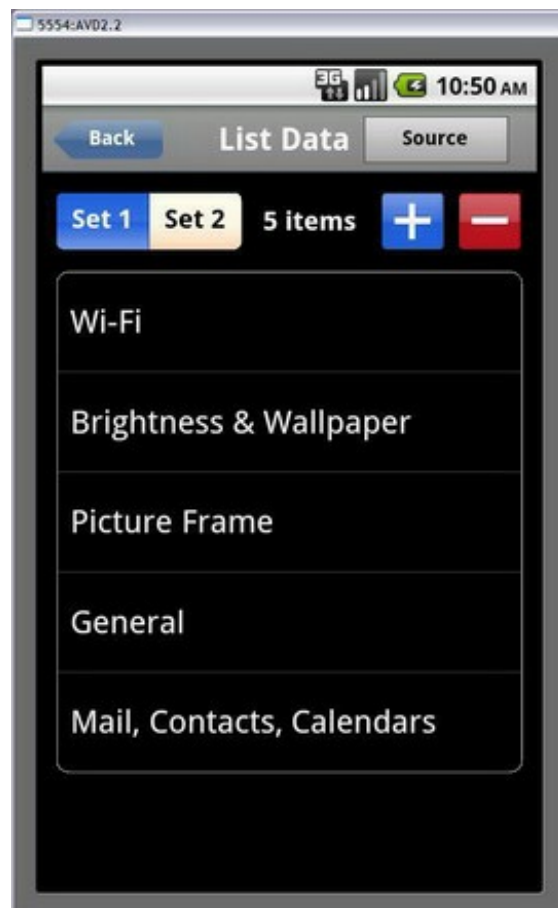 5554:AVD2.2
3G 10:50 AM
Back List Data Source
Set 1 Set 2 5 items + −
Wi-Fi
Brightness & Wallpaper
Picture Frame
General
Mail, Contacts, Calendars